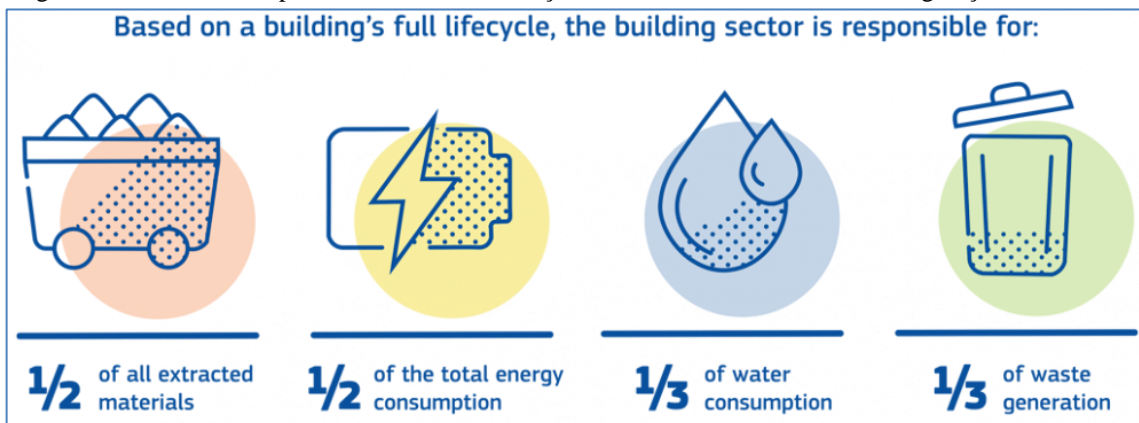 Based on a building's full lifecycle, the building sector is responsible for:
1/2 of all extracted
materials
1/2 of the total energy
consumption
1/3 of water
consumption
1/3 of waste
generation